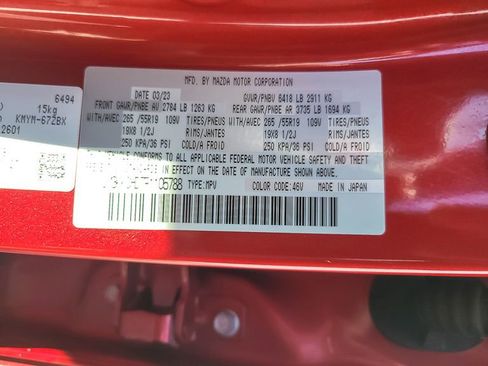 6494
15kg
KMYM-67ZBX
2601
MFD. BY MAZDA MOTOR CORPORATION
DATE 03/23 GVWR/PNBV 6418 LB 2911 KG
FRONT GAWR/PNBE AV 2784 LB 1263 KG REAR GAWR/PNBE AR 3735 LB 1694 KG
WITH/AVEC 265 /55R19 109V TIRES/PNEUS WITH/AVEC 265 /55R19 109V TIRES/PNEUS
19X8 1/2J RIMS/JANTES 19X8 1/2J RIMS/JANTES
250 KPA/36 PSI COLD/A FROID 250 KPA/36 PSI COLD/A FROID
THIS VEHICLE CONFORMS TO ALL APPLICABLE FEDERAL MOTOR VEHICLE SAFETY AND
THEFT PREVENTION STANDARDS IN EFFECT ON THE DATE OF
MANUFACTURE SHOWN ABOVE.
105788 TYPE:MPV COLOR CODE:46V MADE IN JAPAN